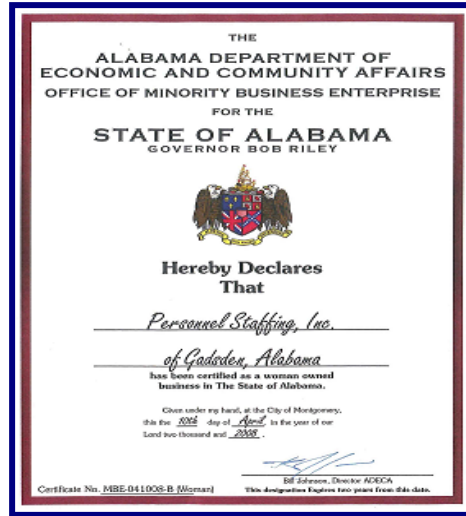 THE
ALABAMA DEPARTMENT OF
ECONOMIC AND COMMUNITY AFFAIRS
OFFICE OF MINORITY BUSINESS ENTERPRISE
FOR THE
STATE OF ALABAMA
GOVERNOR BOB RILEY
Hereby Declares
That
Personnel Staffing, Inc.
of Gadsden, Alabama
has been certified as a woman owned
business in The State of Alabama.
Given under my hand, at the City of Montgomery,
this the 10th day of April, in the year of our
Lord two thousand and 2008.
Bill Johnson, Director ADECA
Certificate No. MBE-041008-B (Woman)
This designation Expires two years from this date.